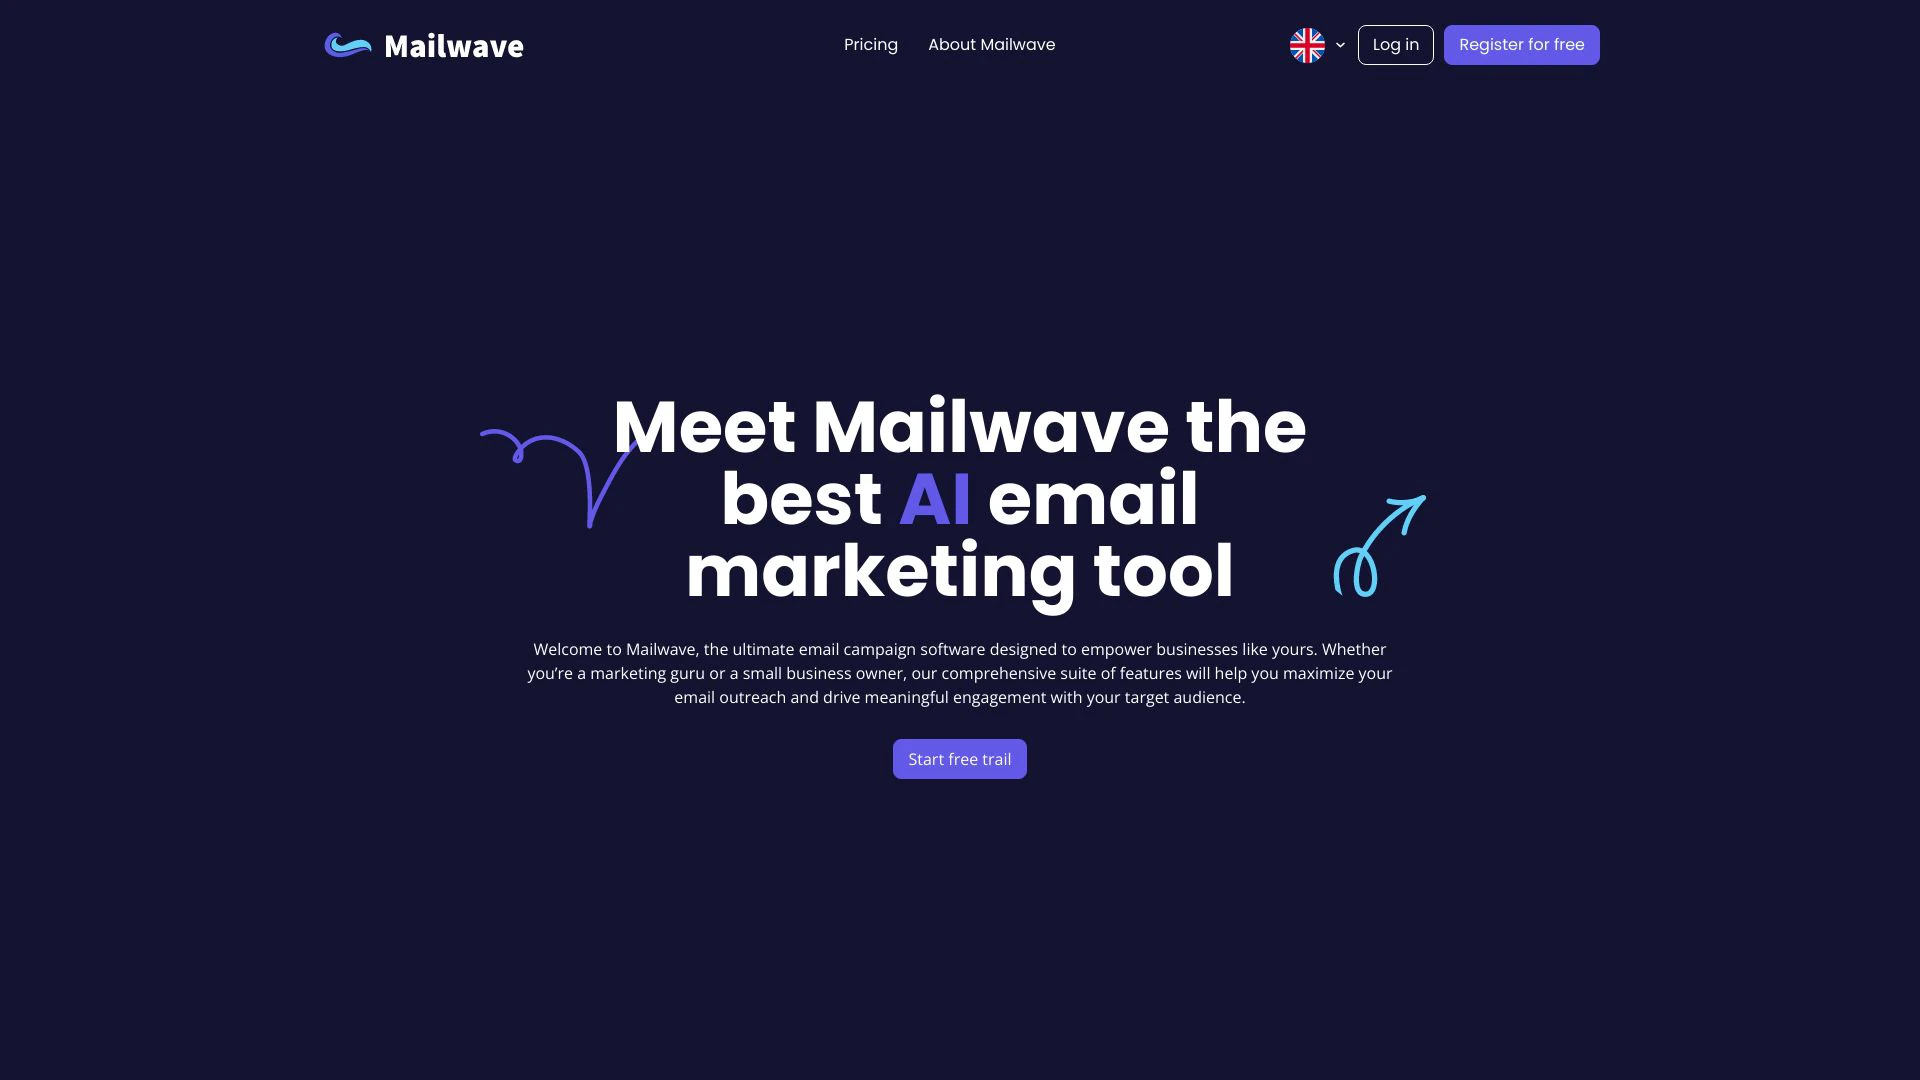 Mailwave
Pricing
About Mailwave
Log in
Register for free
Meet Mailwave the
best AI email
marketing tool
Welcome to Mailwave, the ultimate email campaign software designed to empower businesses like yours. Whether
you’re a marketing guru or a small business owner, our comprehensive suite of features will help you maximize your
email outreach and drive meaningful engagement with your target audience.
Start free trail